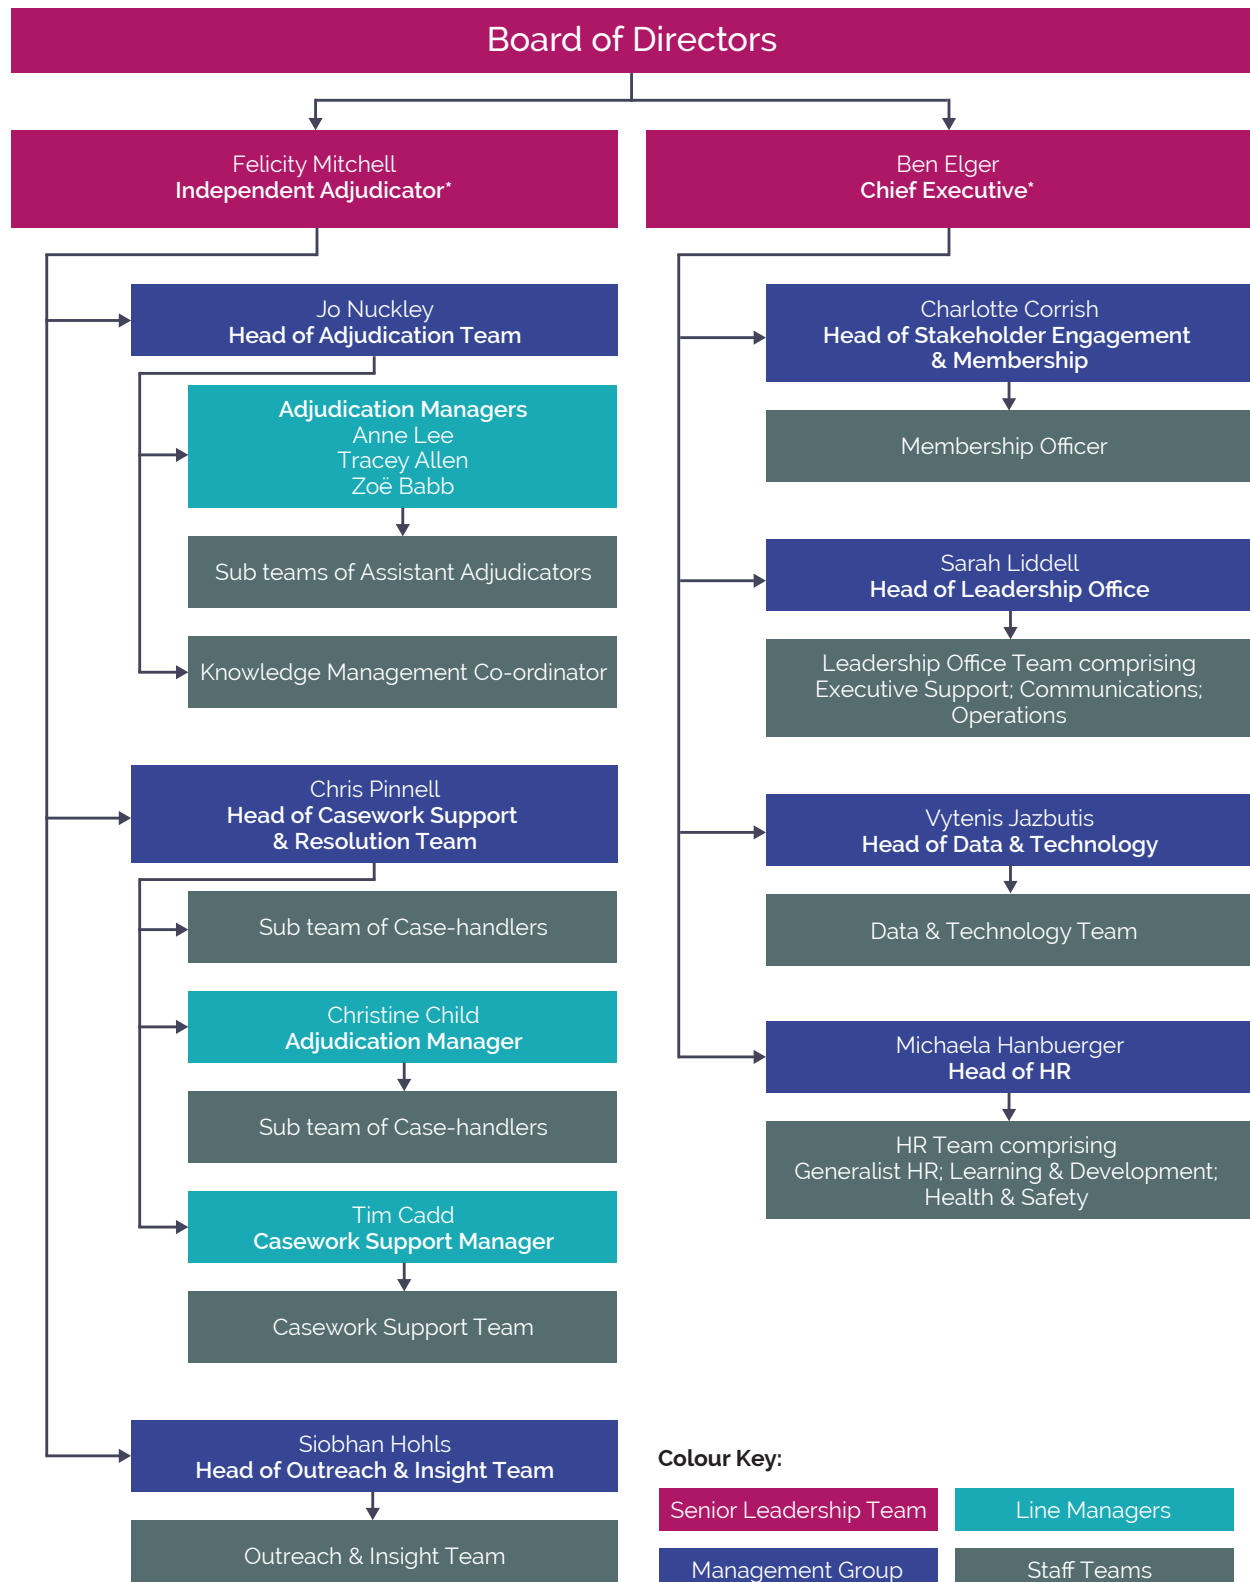 Board of Directors
Felicity Mitchell
Independent Adjudicator*
Jo Nuckley
Head of Adjudication Team
Adjudication Managers
Anne Lee
Tracey Allen
Zoë Babb
Sub teams of Assistant Adjudicators
Knowledge Management Co-ordinator
Chris Pinnell
Head of Casework Support
& Resolution Team
Sub team of Case-handlers
Christine Child
Adjudication Manager
Sub team of Case-handlers
Tim Cadd
Casework Support Manager
Casework Support Team
Siobhan Hohls
Head of Outreach & Insight Team
Outreach & Insight Team
Ben Elger
Chief Executive*
Charlotte Corrish
Head of Stakeholder Engagement
& Membership
Membership Officer
Sarah Liddell
Head of Leadership Office
Leadership Office Team comprising
Executive Support; Communications;
Operations
Vytenis Jazbutis
Head of Data & Technology
Data & Technology Team
Michaela Hanbuerger
Head of HR
HR Team comprising
Generalist HR; Learning & Development;
Health & Safety
Colour Key:
Senior Leadership Team
Line Managers
Management Group
Staff Teams